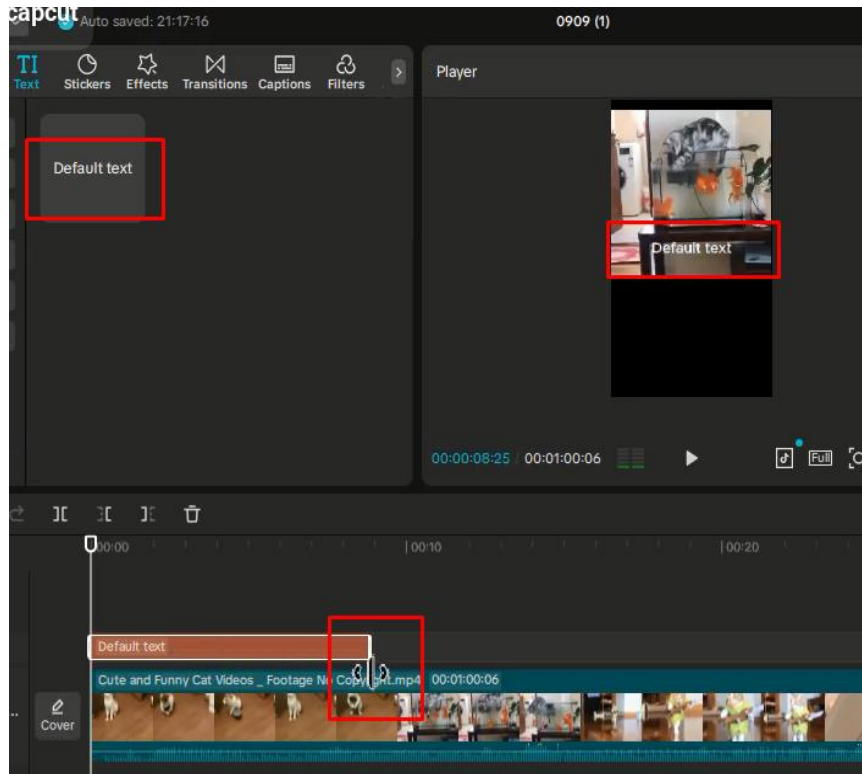 capcut
Auto saved: 21:17:16
0909 (1)
TI
Text
Stickers
Effects
Transitions
Captions
Filters
Player
Default text
Default text
00:00:08:25 / 00:01:00:06
Full
00:00
00:10
00:20
Default text
Cute and Funny Cat Videos _ Footage No Copyright.mp4 00:01:00:06
Cover